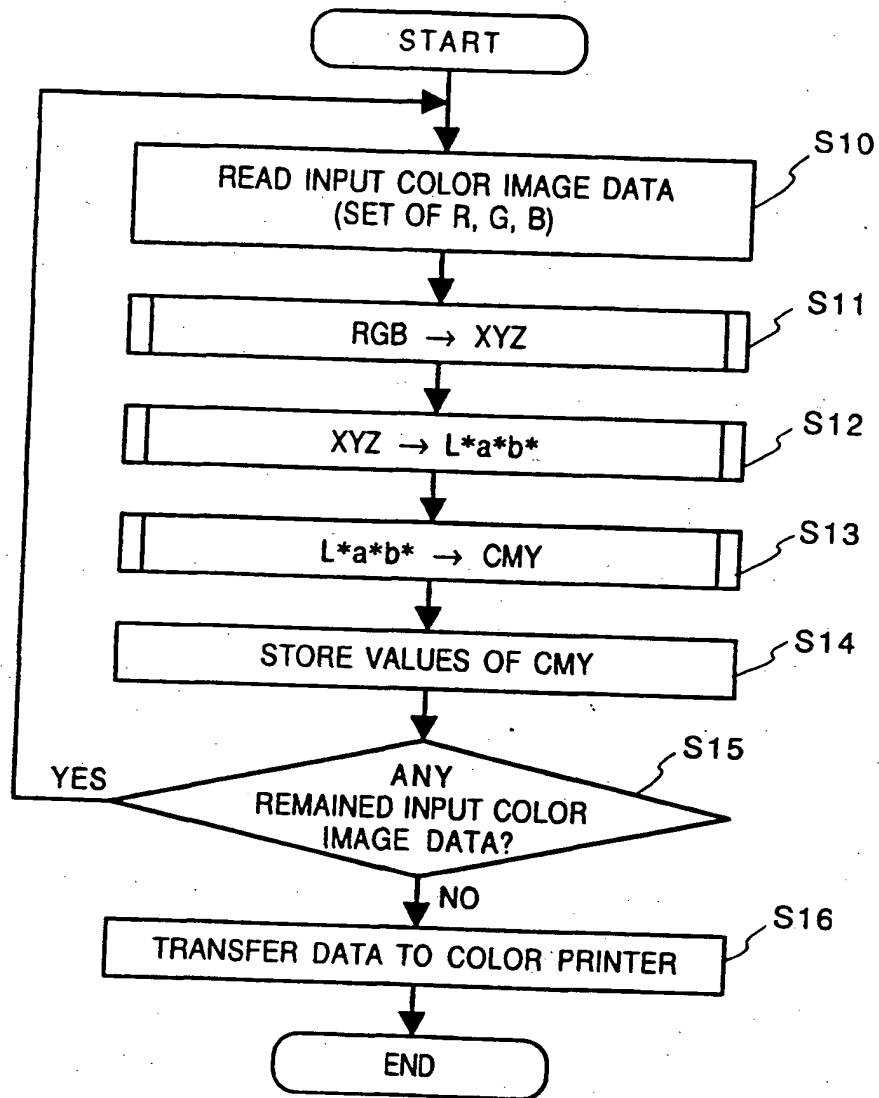 START
S10
READ INPUT COLOR IMAGE DATA
(SET OF R, G, B)
S11
RGB → XYZ
S12
XYZ → L*a*b*
S13
L*a*b* → CMY
S14
STORE VALUES OF CMY
S15
YES
ANY
REMAINED INPUT COLOR
IMAGE DATA?
NO
S16
TRANSFER DATA TO COLOR PRINTER
END